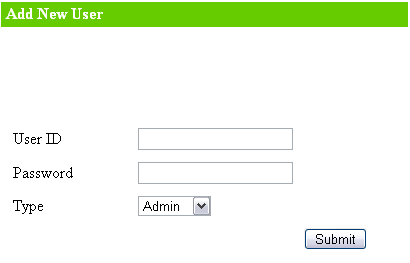 Add New User
User ID
Password
Type Admin
Submit